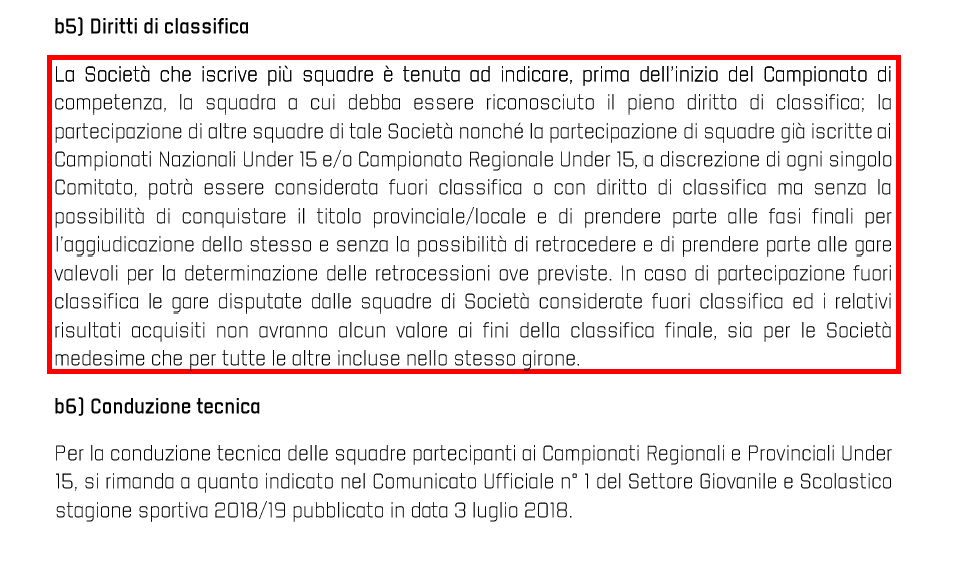 b5) Diritti di classifica
La Società che iscrive più squadre è tenuta ad indicare, prima dell'inizio del Campionato di
competenza, la squadra a cui debba essere riconosciuto il pieno diritto di classifica; la
partecipazione di altre squadre di tale Società nonché la partecipazione di squadre già iscritte ai
Campionati Nazionali Under 15 e/o Campionato Regionale Under 15, a discrezione di ogni singolo
Comitato, potrà essere considerata fuori classifica o con diritto di classifica ma senza la
possibilità di conquistare il titolo provinciale/locale e di prendere parte alle fasi finali per
l'aggiudicazione dello stesso e senza la possibilità di retrocedere e di prendere parte alle gare
valevoli per la determinazione delle retrocessioni ove previste. In caso di partecipazione fuori
classifica le gare disputate dalle squadre di Società considerate fuori classifica ed i relativi
risultati acquisiti non avranno alcun valore ai fini della classifica finale, sia per le Società
medesime che per tutte le altre incluse nello stesso girone.
b6) Conduzione tecnica
Per la conduzione tecnica delle squadre partecipanti ai Campionati Regionali e Provinciali Under
15, si rimanda a quanto indicato nel Comunicato Ufficiale n° 1 del Settore Giovanile e Scolastico
stagione sportiva 2018/19 pubblicato in data 3 luglio 2018.